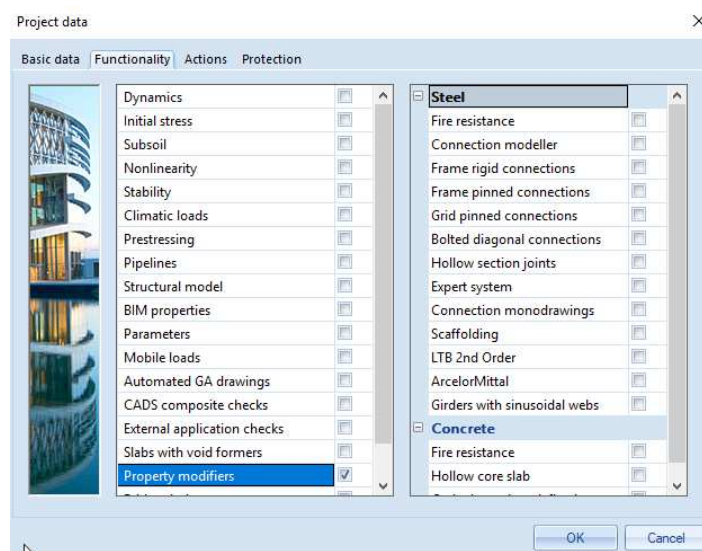 Project data
Basic data Functionality Actions Protection
Dynamics
Initial stress
Subsoil
Nonlinearity
Stability
Climatic loads
Prestressing
Pipelines
Structural model
BIM properties
Parameters
Mobile loads
Automated GA drawings
CADS composite checks
External application checks
Slabs with void formers
Property modifiers
Steel
Fire resistance
Connection modeller
Frame rigid connections
Frame pinned connections
Grid pinned connections
Bolted diagonal connections
Hollow section joints
Expert system
Connection monodrawings
Scaffolding
LTB 2nd Order
ArcelorMittal
Girders with sinusoidal webs
Concrete
Fire resistance
Hollow core slab
OK Cancel